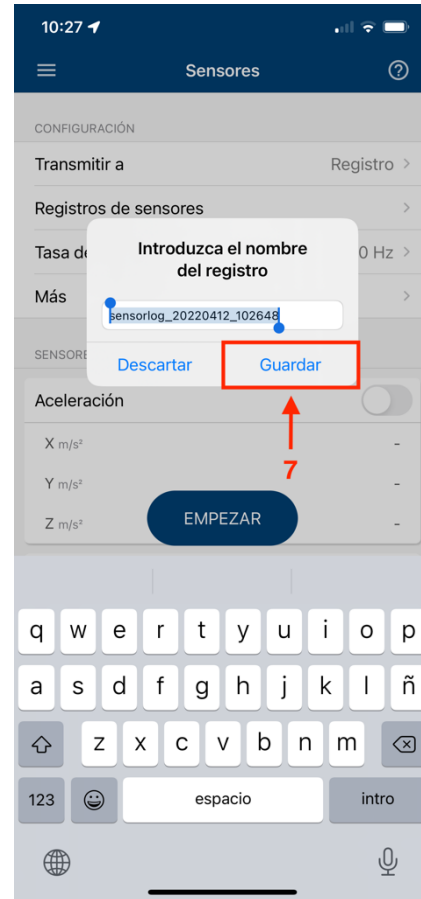 10:27
Sensores
CONFIGURACIÓN
Transmitir a Registro
Registros de sensores
Tasa de 0 Hz
Más
Introduzca el nombre
del registro
sensorlog_20220412_102648
Descartar Guardar
7
SENSORE
Aceleración
X m/s² -
Y m/s² -
Z m/s² -
EMPEZAR
q w e r t y u i o p
a s d f g h j k l ñ
z x c v b n m
123 espacio intro